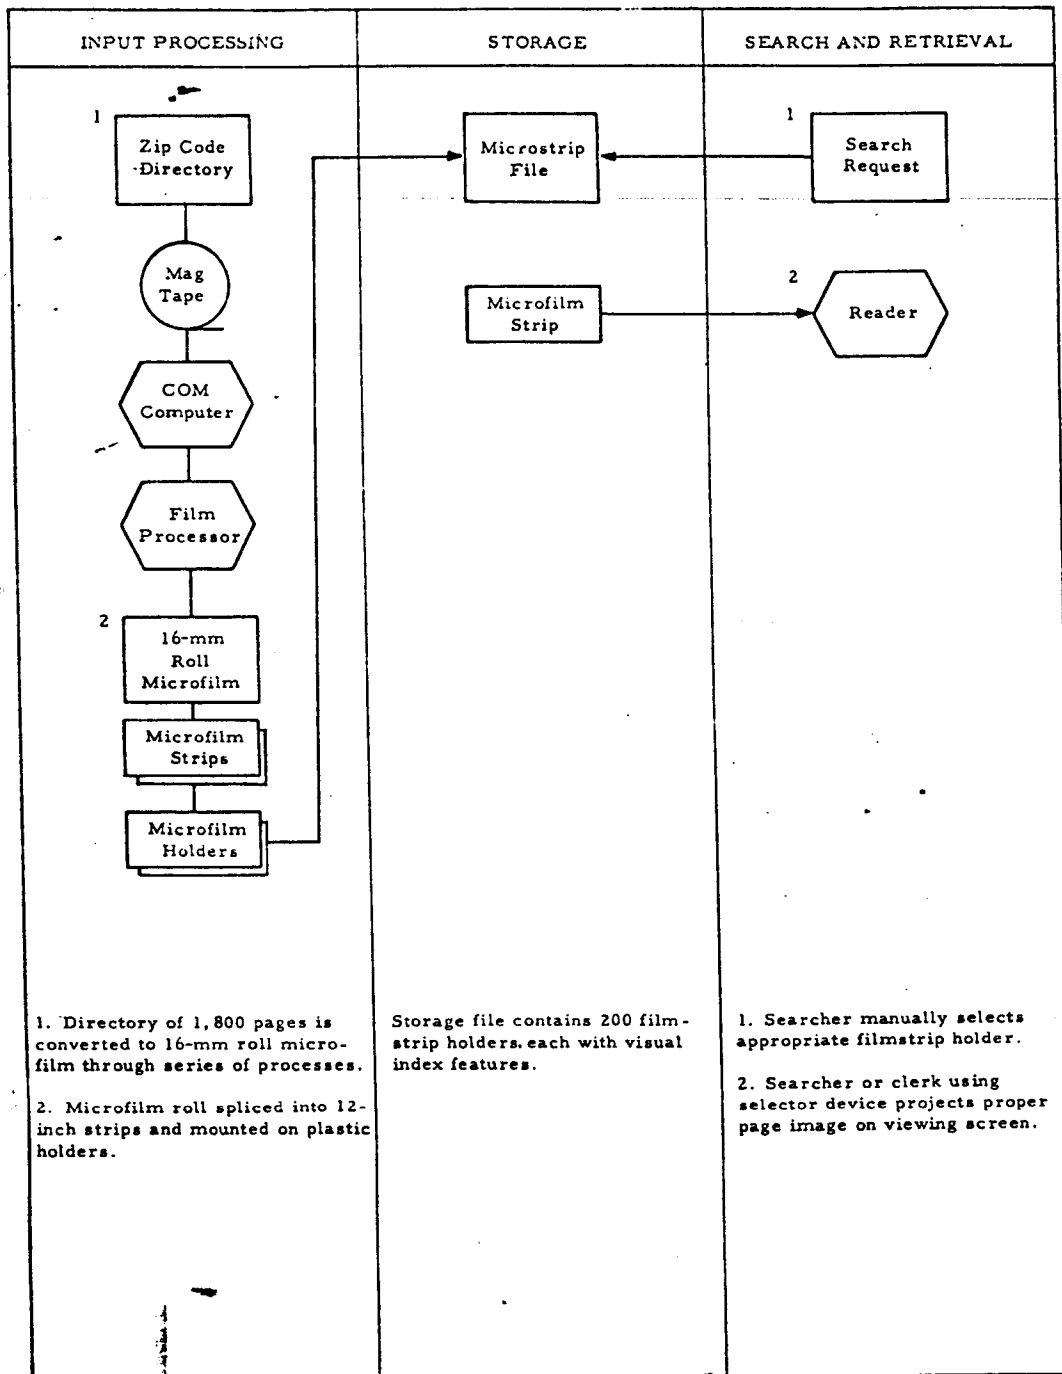 INPUT PROCESSING
STORAGE
SEARCH AND RETRIEVAL
1
Zip Code
Directory
Mag
Tape
COM
Computer
Film
Processor
2
16-mm
Roll
Microfilm
Microfilm
Strips
Microfilm
Holders
1. Directory of 1,800 pages is
converted to 16-mm roll micro-
film through series of processes.
2. Microfilm roll spliced into 12-
inch strips and mounted on plastic
holders.
Microstrip
File
Microfilm
Strip
Storage file contains 200 film-
strip holders, each with visual
index features.
1
Search
Request
2
Reader
1. Searcher manually selects
appropriate filmstrip holder.
2. Searcher or clerk using
selector device projects proper
page image on viewing screen.